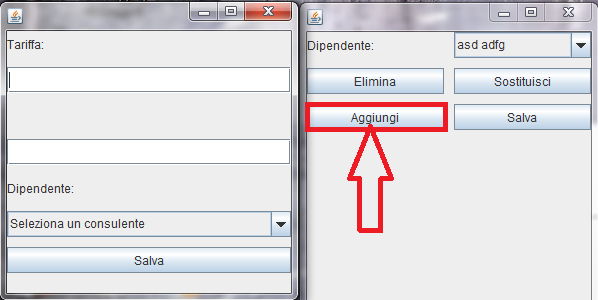 Tariffa:
Dipendente:
Seleziona un consulente
Salva
Dipendente:
asd adfg
Elimina
Sostituisci
Aggiungi
Salva